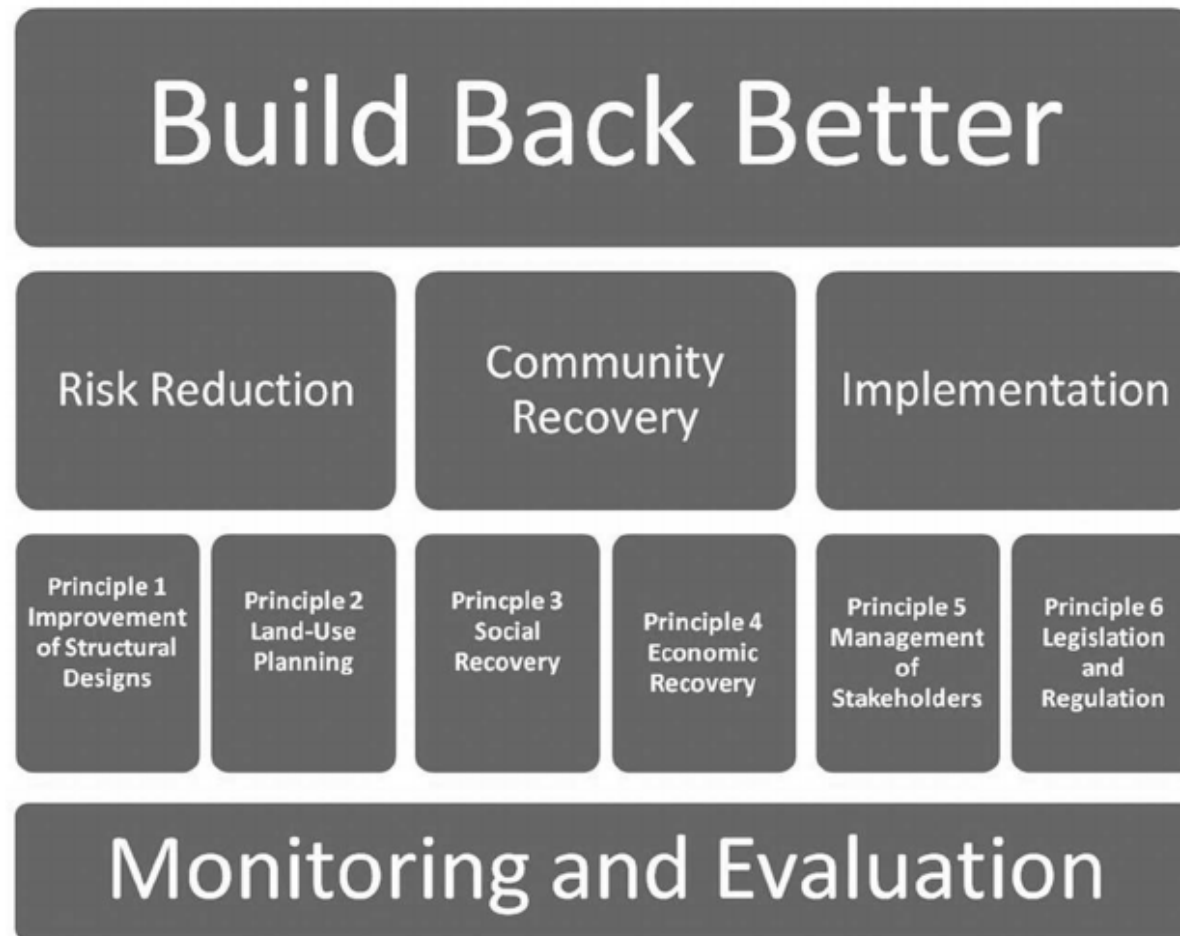 Build Back Better
Risk Reduction
Community
Recovery
Implementation
Principle 1
Improvement
of Structural
Designs
Principle 2
Land-Use
Planning
Princple 3
Social
Recovery
Principle 4
Economic
Recovery
Principle 5
Management
of
Stakeholders
Principle 6
Legislation
and
Regulation
Monitoring and Evaluation